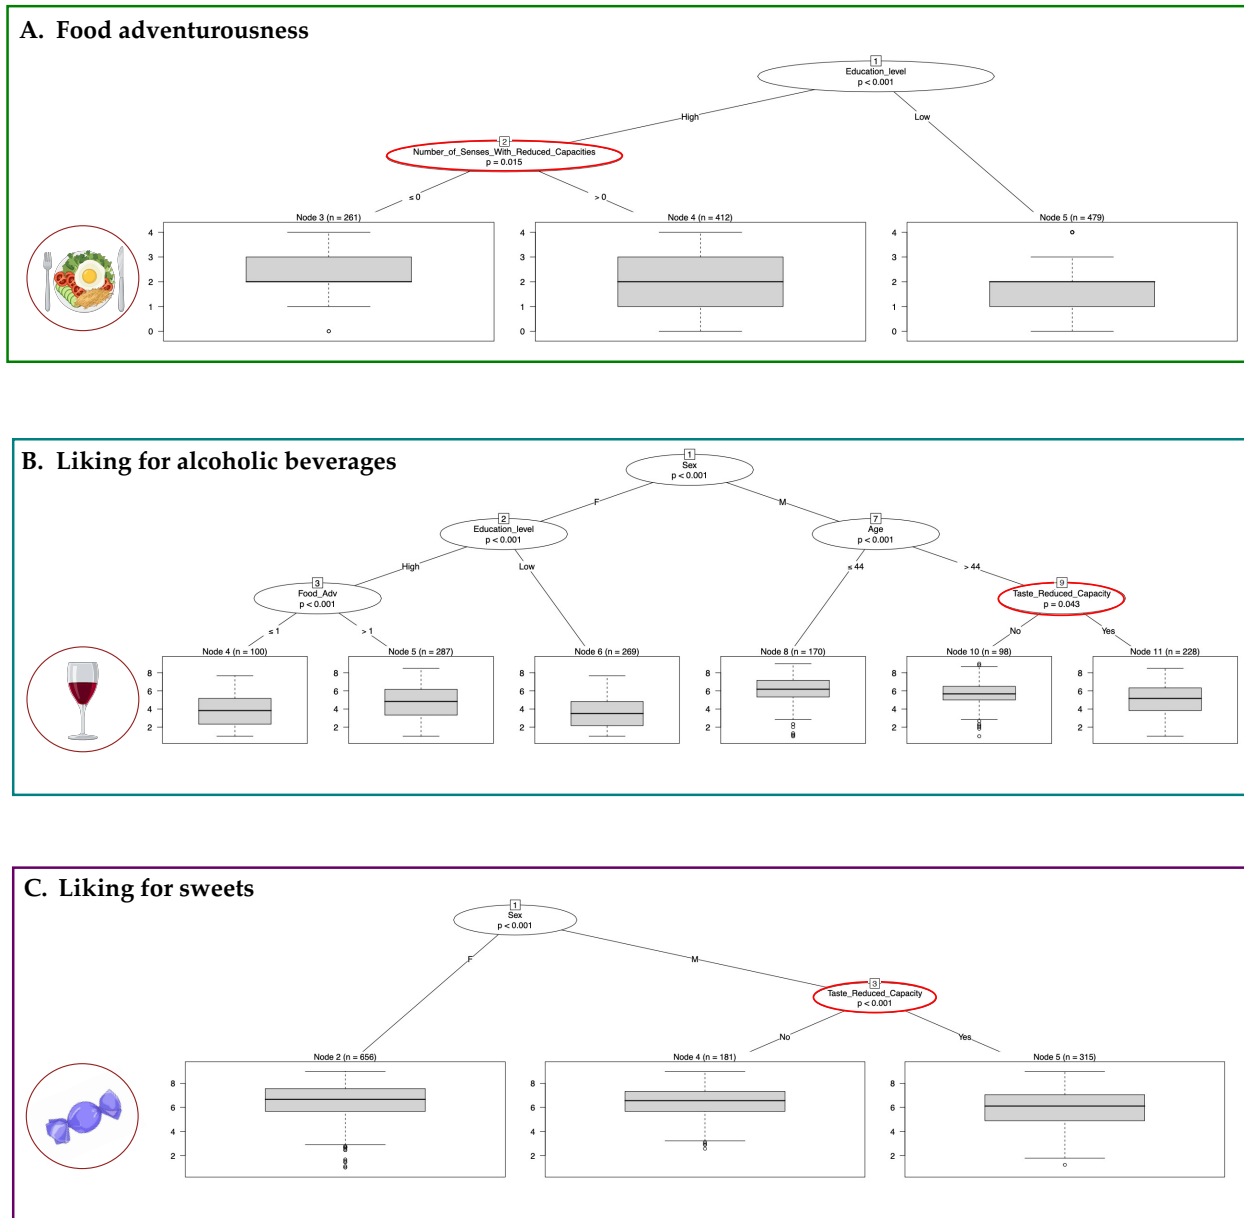 A. Food adventurousness
1
Education_level
p < 0.001
High
Low
2
Number_of_Senses_With_Reduced_Capacities
p = 0.015
≤ 0
> 0
Node 3 (n = 261)
Node 4 (n = 412)
Node 5 (n = 479)
4
3
2
1
0
4
3
2
1
0
4
3
2
1
0
B. Liking for alcoholic beverages
1
Sex
p < 0.001
F
M
2
Education_level
p < 0.001
7
Age
p < 0.001
High
Low
≤ 44
> 44
3
Food_Adv
p < 0.001
9
Taste_Reduced_Capacity
p = 0.043
≤ 1
> 1
No
Yes
Node 4 (n = 100)
Node 5 (n = 287)
Node 6 (n = 269)
Node 8 (n = 170)
Node 10 (n = 98)
Node 11 (n = 228)
8
6
4
2
8
6
4
2
8
6
4
2
8
6
4
2
8
6
4
2
8
6
4
2
C. Liking for sweets
1
Sex
p < 0.001
F
M
3
Taste_Reduced_Capacity
p < 0.001
No
Yes
Node 2 (n = 656)
Node 4 (n = 181)
Node 5 (n = 315)
8
6
4
2
8
6
4
2
8
6
4
2